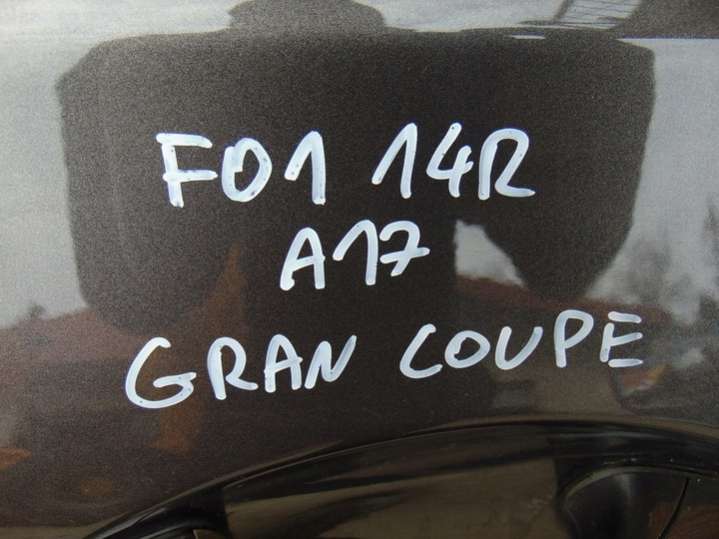 F01 14R
A17
GRAN COUPE